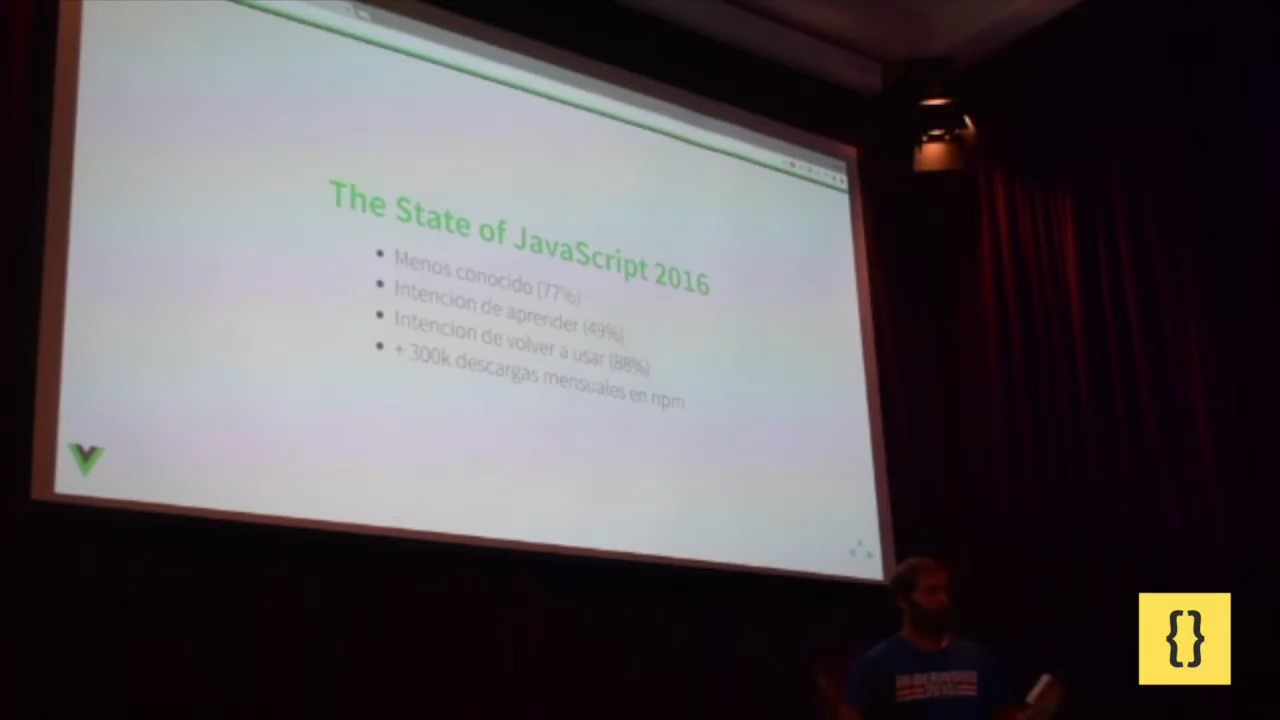 The State of JavaScript 2016
• Menos conocido (77%)
• Intencion de aprender (49%)
• Intencion de volver a usar (88%)
• + 300k descargas mensuales en npm
{}
2016